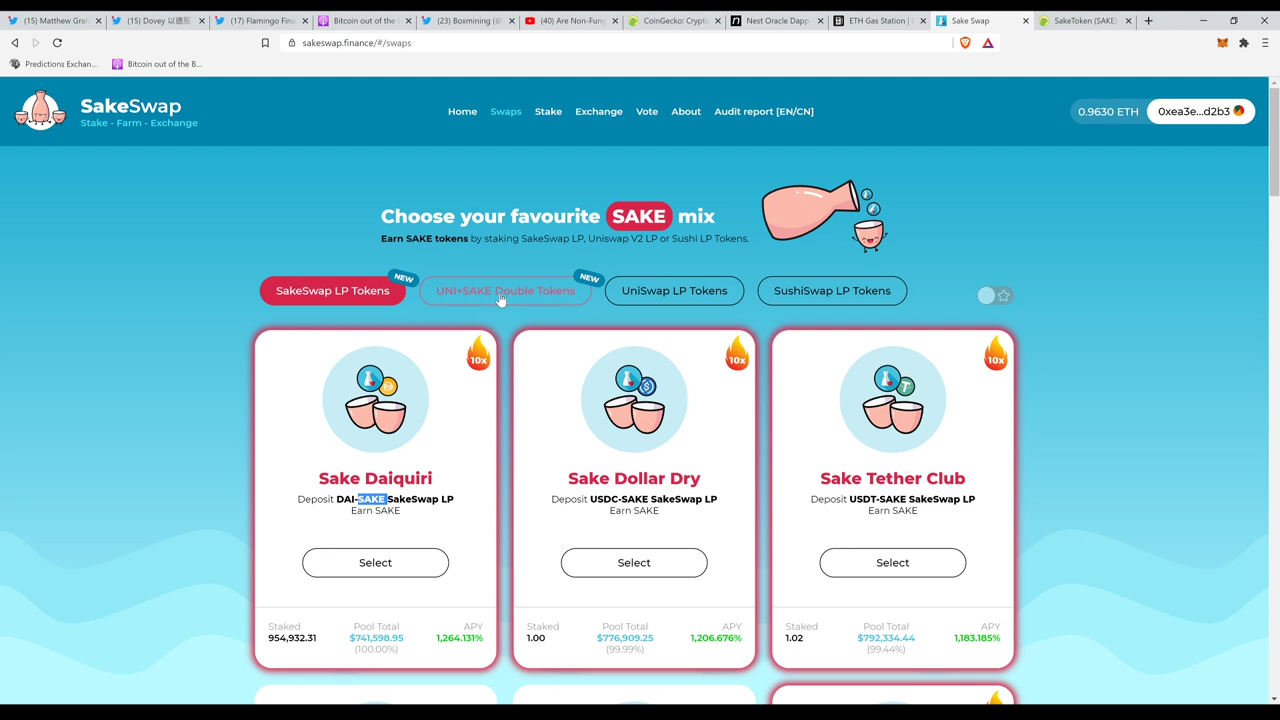 (15) Matthew Gra
(15) Dovey 以德服
(17) Flamingo Fina
Bitcoin out of the
(23) Boxmining (@
(40) Are Non-Fung
CoinGecko: Crypto
Nest Oracle Dapp
ETH Gas Station |
Sake Swap
SakeToken (SAKE)
sakeswap.finance/#/swaps
Predictions Exchan...
Bitcoin out of the B...
SakeSwap
Stake - Farm - Exchange
Home
Swaps
Stake
Exchange
Vote
About
Audit report [EN/CN]
0.9630 ETH
0xea3e...d2b3
Choose your favourite SAKE mix
Earn SAKE tokens by staking SakeSwap LP, Uniswap V2 LP or Sushi LP Tokens.
SakeSwap LP Tokens
NEW
UNI+SAKE Double Tokens
NEW
UniSwap LP Tokens
SushiSwap LP Tokens
10x
Sake Daiquiri
Deposit DAI-SAKE SakeSwap LP
Earn SAKE
Select
Staked
954,932.31
Pool Total
$741,598.95
(100.00%)
APY
1,264.131%
10x
Sake Dollar Dry
Deposit USDC-SAKE SakeSwap LP
Earn SAKE
Select
Staked
1.00
Pool Total
$776,909.25
(99.99%)
APY
1,206.676%
10x
Sake Tether Club
Deposit USDT-SAKE SakeSwap LP
Earn SAKE
Select
Staked
1.02
Pool Total
$792,334.44
(99.44%)
APY
1,183.185%